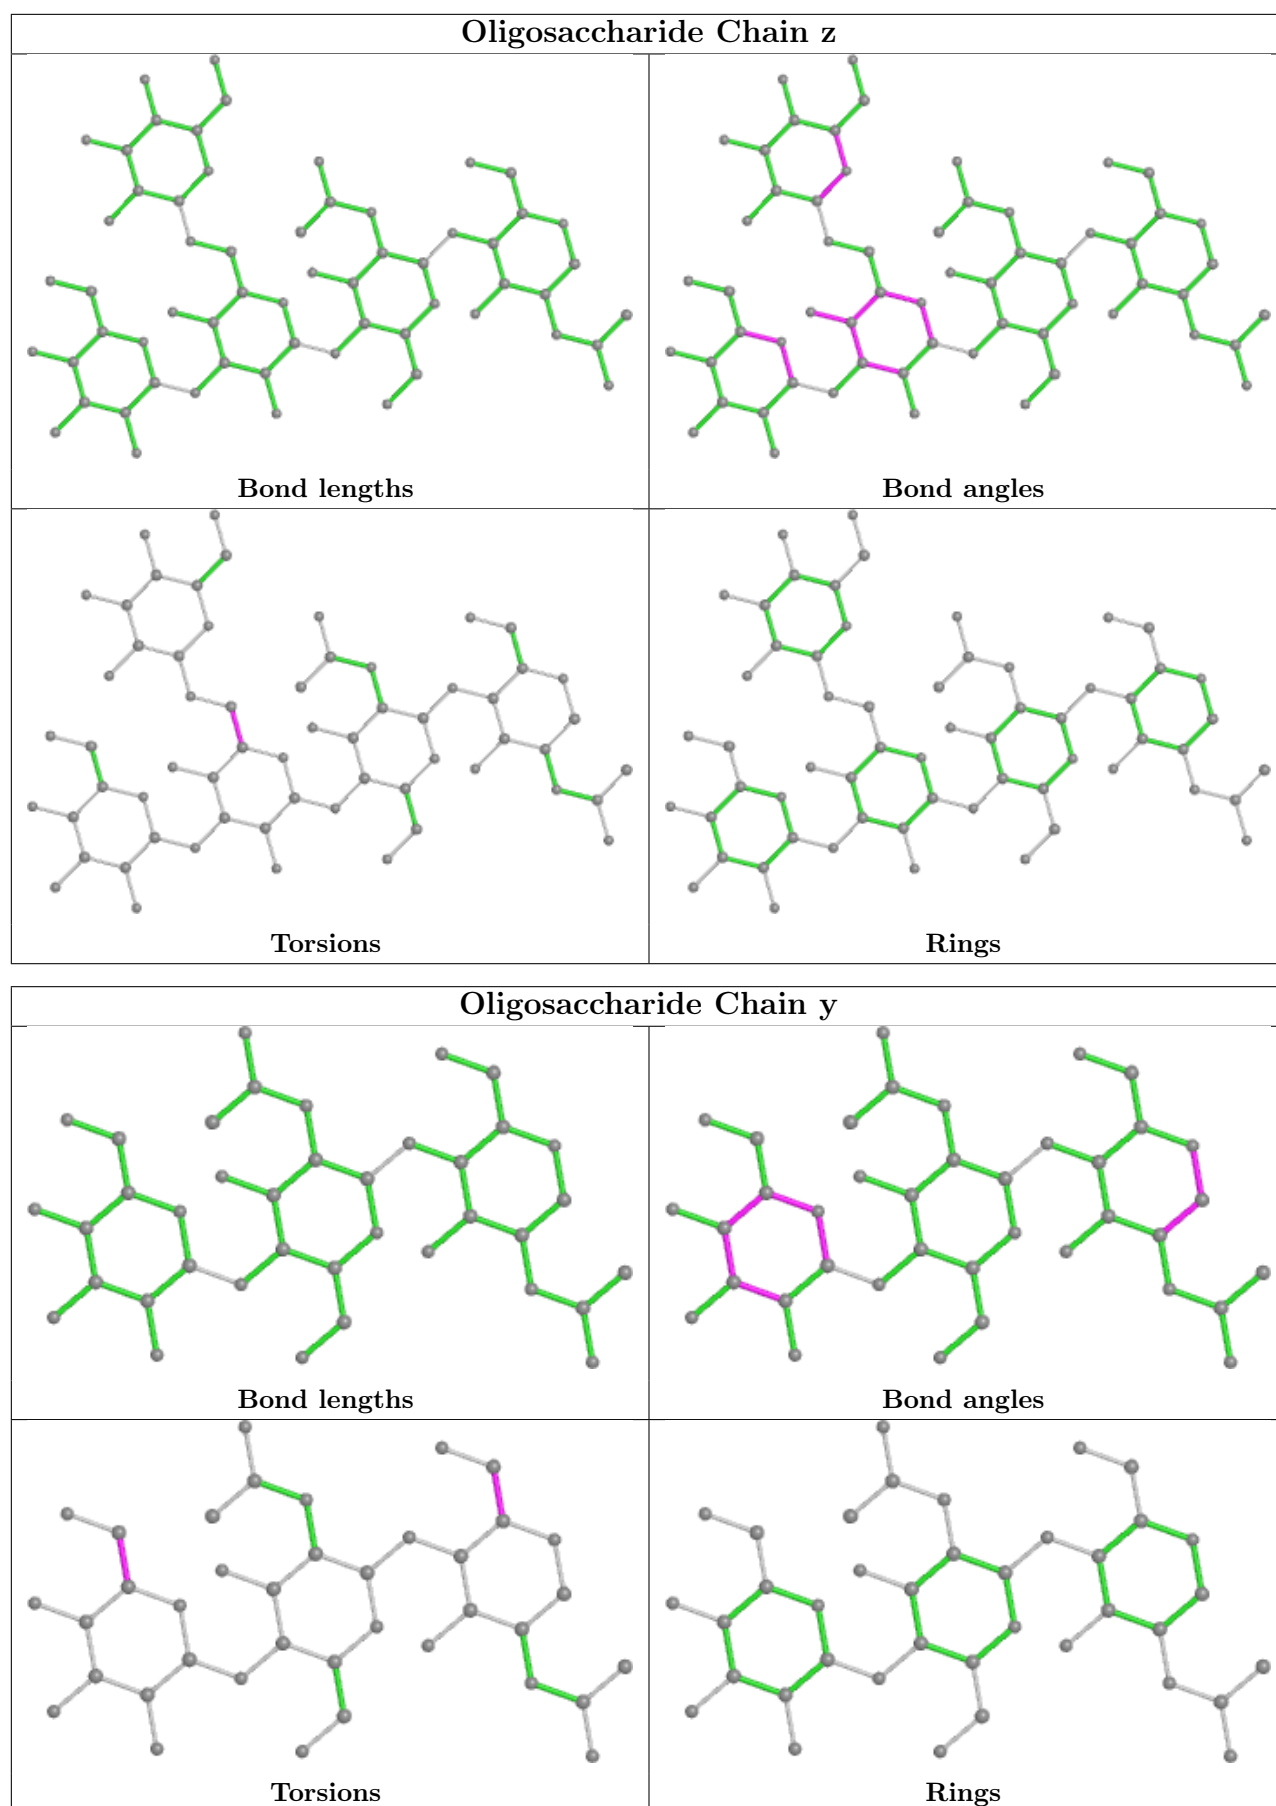 Oligosaccharide Chain z
Bond lengths
Bond angles
Torsions
Rings
Oligosaccharide Chain y
Bond lengths
Bond angles
Torsions
Rings